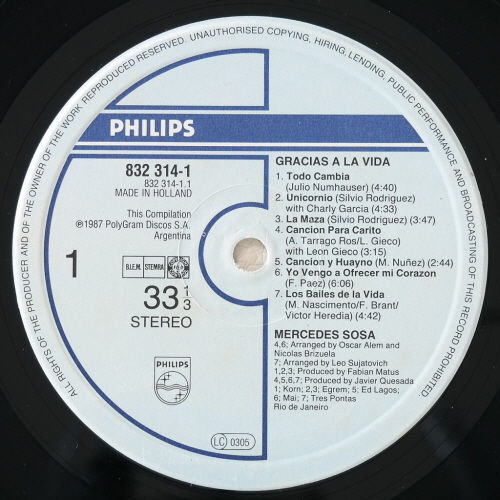 ALL RIGHTS OF THE PRODUCER AND OF THE OWNER OF THE WORK REPRODUCED RESERVED. UNAUTHORISED COPYING, HIRING, LENDING, PUBLIC PERFORMANCE AND BROADCASTING OF THIS RECORD PROHIBITED.
PHILIPS
832 314-1
832 314-1.1
MADE IN HOLLAND
This Compilation
℗1987 PolyGram Discos S.A.
Argentina
1
B.I.E.M. STEMRA
33 1/3
STEREO
PHILIPS
GRACIAS A LA VIDA
1. Todo Cambia
(Julio Numhauser) (4:40)
2. Unicornio (Silvio Rodriguez)
with Charly Garcia (4:33)
3. La Maza (Silvio Rodriguez) (3:47)
4. Cancion Para Carito
(A. Tarrago Ros/L. Gieco)
with Leon Gieco (3:15)
5. Cancion y Huayno (M. Nuñez) (2:44)
6. Yo Vengo a Ofrecer mi Corazon
(F. Paez) (6:06)
7. Los Bailes de la Vida
(M. Nascimento/F. Brant/
Victor Heredia) (4:42)
MERCEDES SOSA
4,6; Arranged by Oscar Alem and
Nicolas Brizuela
7; Arranged by Leo Sujatovich
1,2,3; Produced by Fabian Matus
4,5,6,7; Produced by Javier Quesada
1; Korn; 2,3; Egrem; 5; Ed Lagos;
6; Mai; 7; Tres Pontas
Rio de Janeiro
LC 0305